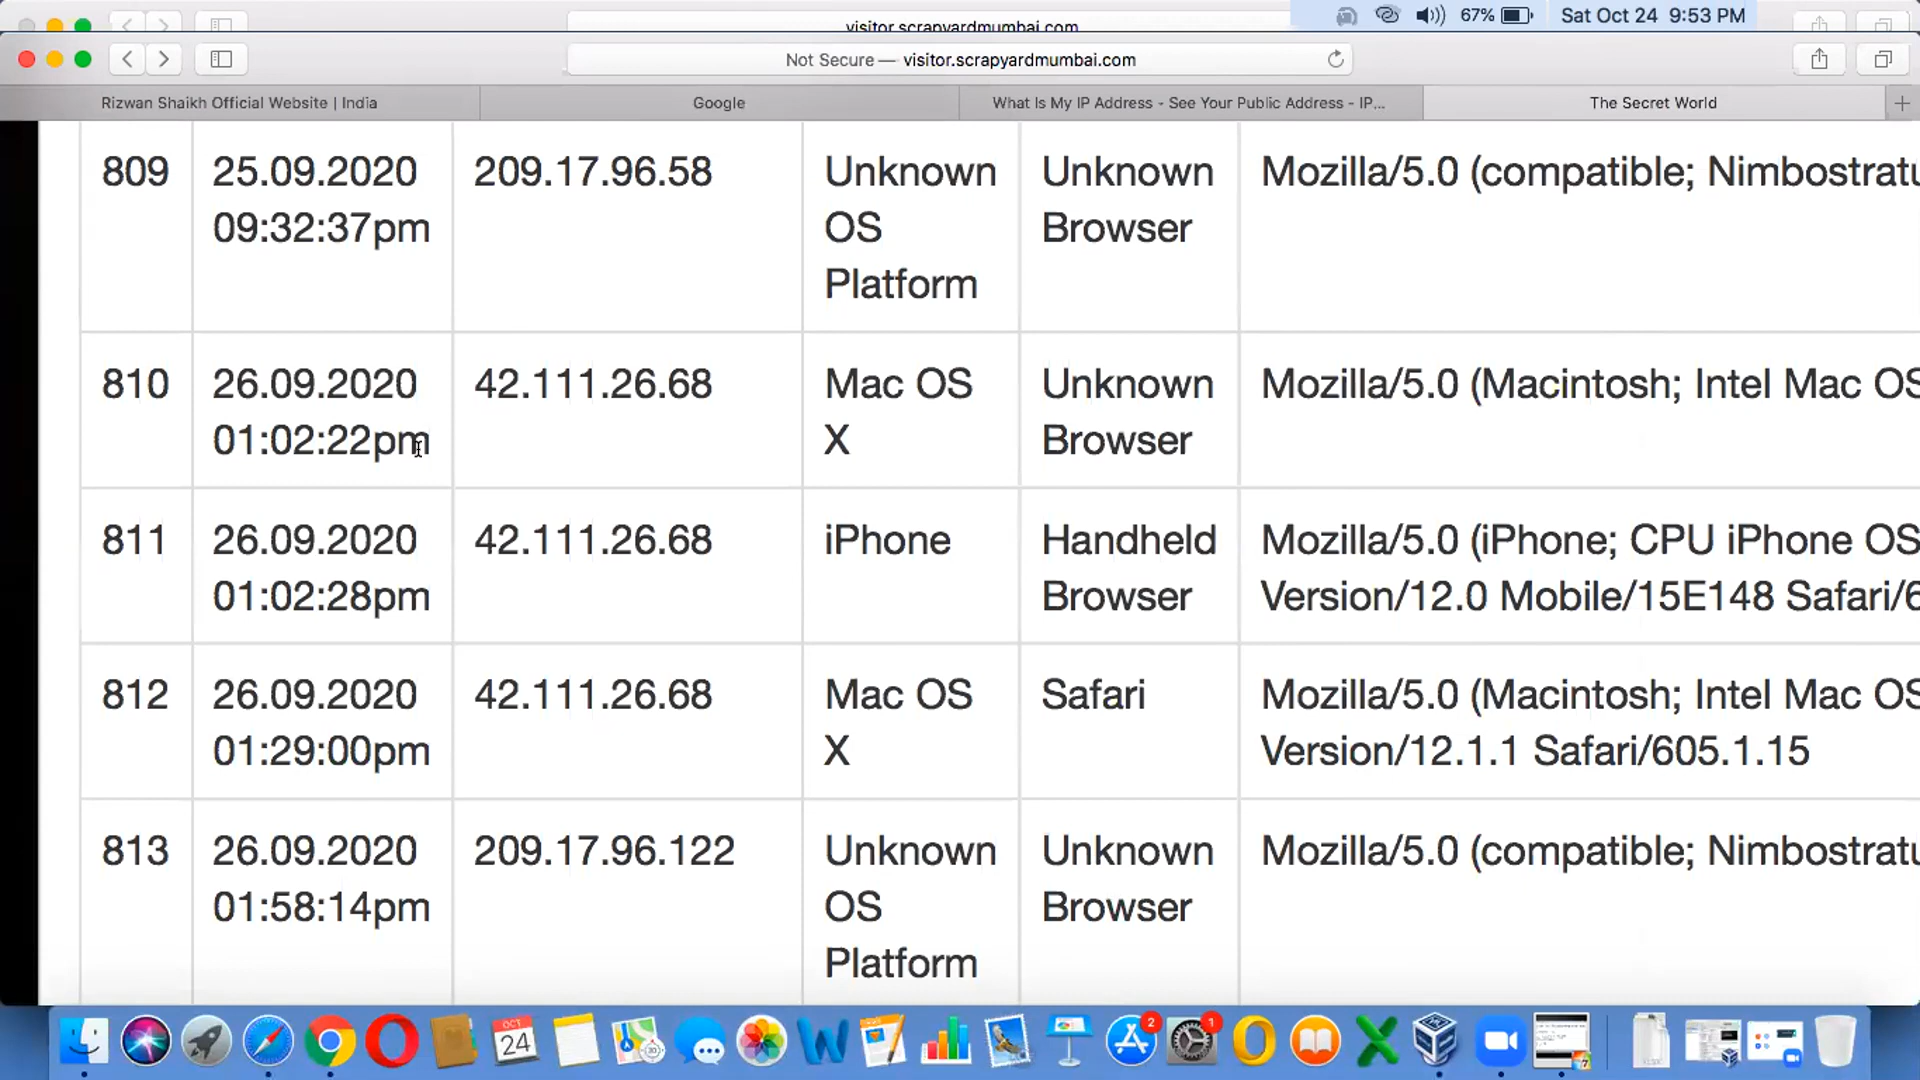 visitor.scrapyardmumbai.com
67%
Sat Oct 24 9:53 PM
Not Secure — visitor.scrapyardmumbai.com
Rizwan Shaikh Official Website | India
Google
What Is My IP Address - See Your Public Address - IP...
The Secret World
809 25.09.2020 209.17.96.58 Unknown Unknown Mozilla/5.0 (compatible; Nimbostratu
09:32:37pm OS Browser
Platform
810 26.09.2020 42.111.26.68 Mac OS Unknown Mozilla/5.0 (Macintosh; Intel Mac OS
01:02:22pm X Browser
811 26.09.2020 42.111.26.68 iPhone Handheld Mozilla/5.0 (iPhone; CPU iPhone OS
01:02:28pm Browser Version/12.0 Mobile/15E148 Safari/6
812 26.09.2020 42.111.26.68 Mac OS Safari Mozilla/5.0 (Macintosh; Intel Mac OS
01:29:00pm X Version/12.1.1 Safari/605.1.15
813 26.09.2020 209.17.96.122 Unknown Unknown Mozilla/5.0 (compatible; Nimbostratu
01:58:14pm OS Browser
Platform
OCT
24
2
1